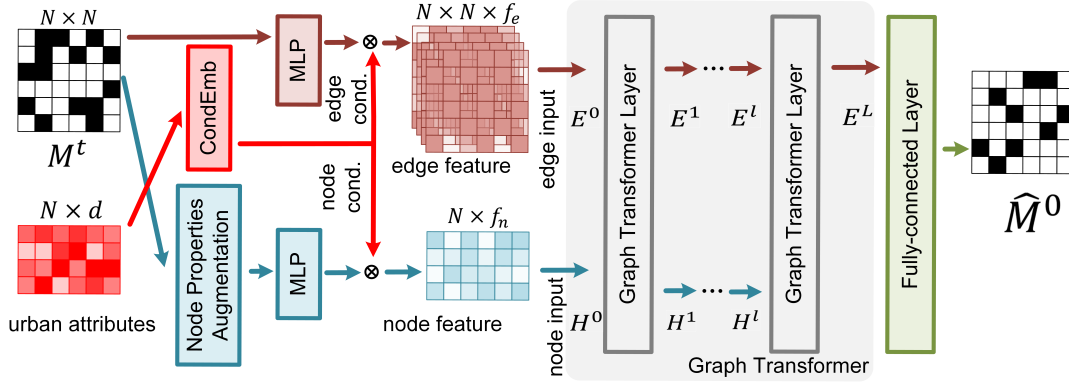 N × N
M^t
N × d
urban attributes
CondEmb
Node Properties
Augmentation
MLP
MLP
⊗
⊗
edge
cond.
node
cond.
N × N × f_e
edge feature
N × f_n
node feature
edge input
node input
E^0
H^0
Graph Transformer Layer
E^1
...
E^l
H^1
...
H^l
Graph Transformer Layer
Graph Transformer
E^L
Fully-connected Layer
M̂^0